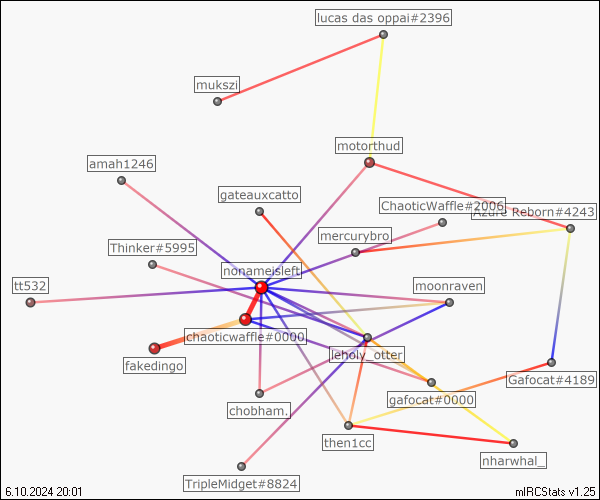 lucas das oppai#2396
mukszi
motorthud
amah1246
gateauxcatto
ChaoticWaffle#2006
Azure Reborn#4243
mercurybro
Thinker#5995
nonameisleft
tt532
moonraven
chaoticwaffle#0000
leholy_otter
fakedingo
Gafocat#4189
gafocat#0000
chobham.
then1cc
nharwhal_
TripleMidget#8824
6.10.2024 20:01
mIRCStats v1.25